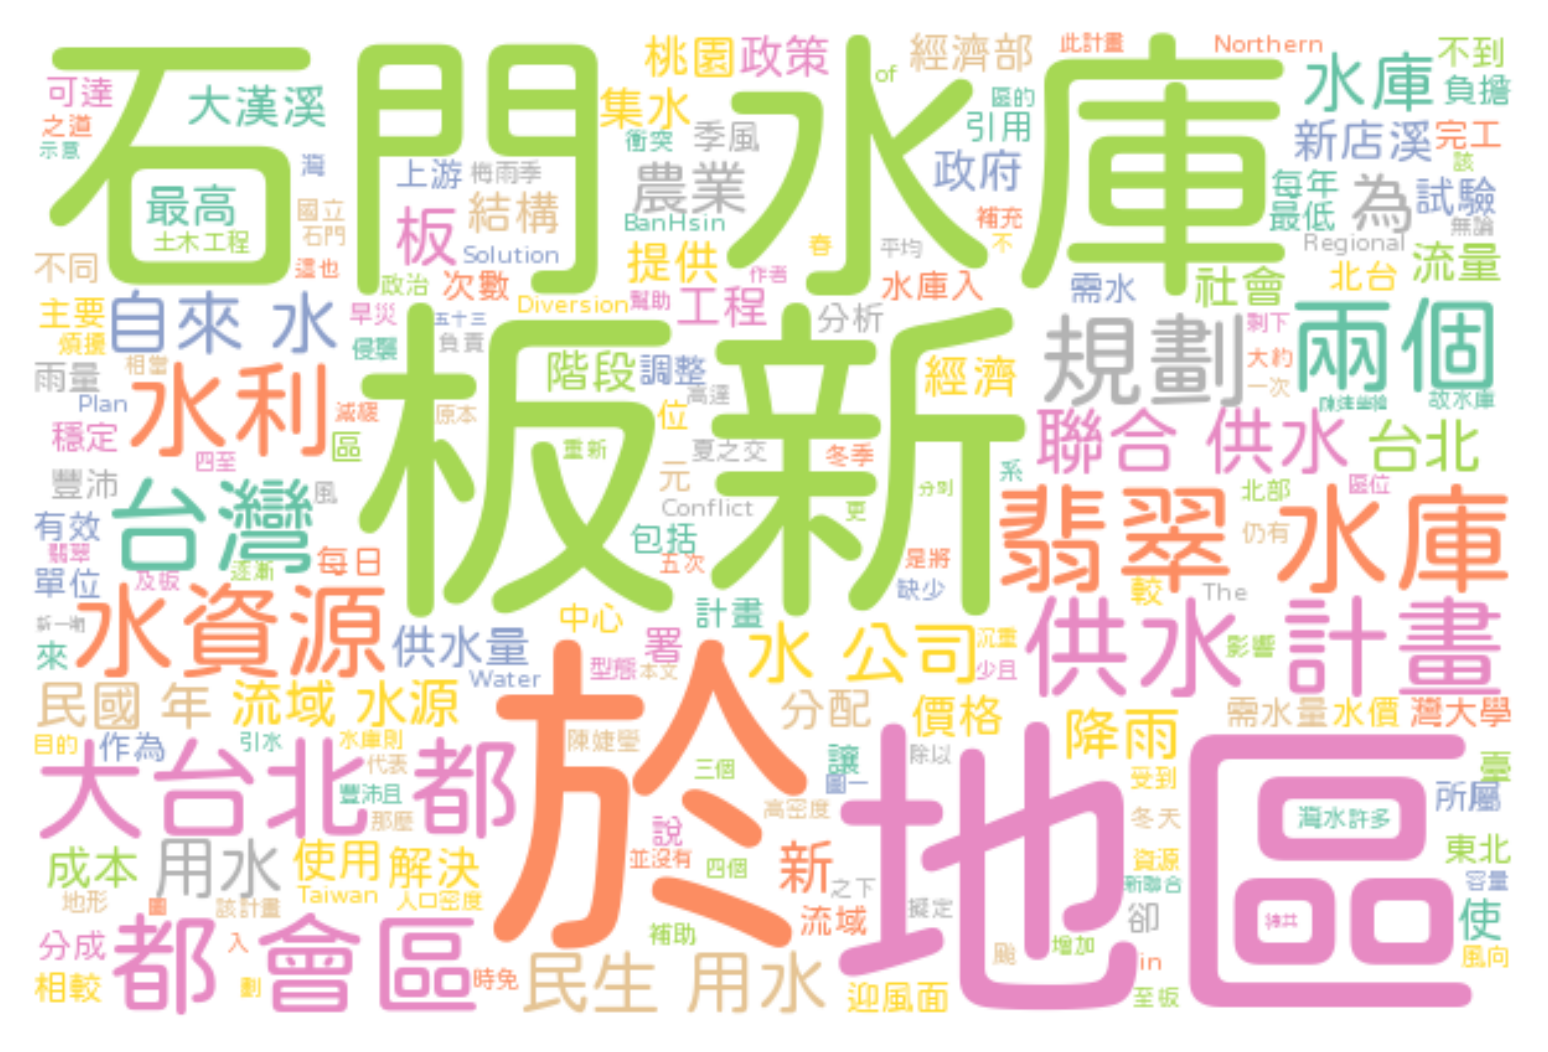 石門 水庫
桃園
政策
of
經濟部
此計畫
Northern
水庫
不到
可達
大漢溪
集水
區的
負擔
之道
衝突
季風
引用
新店溪
完工
示意
灣
上游
梅雨季
農業
政府
該
最高
國立
板
結構
BanHsin
補充
每年
為
試驗
土木工程
石門
Solution
提供
春
平均
不
最低
無論
不同
這也
政治
次數
作者
水庫入
Regional
流量
主要
自來 水
旱災
五十三
Diversion
幫助
工程
分析
需水
社會
北台
煩擾
侵襲
負責
板新
規劃
剩下
兩個
雨量
相當
水利
階段
調整
經濟
大約
Plan
減緩
原本
高達
一次
故水庫
穩定
區
位
聯合 供水
台北
四至
重新
夏之交
冬季
豐沛
台灣
風
元
系
翡翠 水庫
北部
區位
有效
Conflict
更
分到
仍有
翡翠
每日
包括
單位
及板
逐漸
五次
是將
缺少
較
The
水資源
中心
計畫
供水 計畫
來
供水量
署
水 公司
沉重
影響
Water
型態
本文
少且
民國 年
流域 水源
於
分配
價格
降雨
需水量
水價
灣大學
目的
作為
引水
水庫則
陳婕瑩
讓
除以
地區
臺
大台北 都
代表
三個
圖一
受到
所屬
豐沛且
那麼
高密度
冬天
灣水許多
成本
用水
使用
解決
說
並沒有
四個
新
之下
資源
東北
地形
圖
該計畫
Taiwan
人口密度
新聯合
容量
都 會區
流域
擬定
卻
使
分成
入
補助
颱
增加
風向
相較
劃
時免
民生 用水
迎風面
in
至板